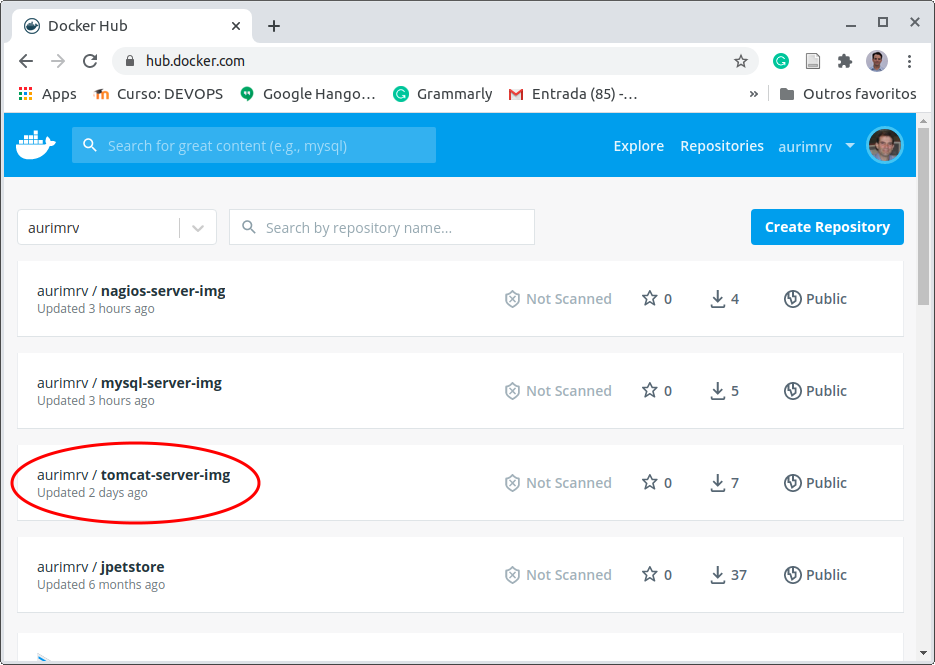 Docker Hub
hub.docker.com
Apps Curso: DEVOPS Google Hango... Grammarly Entrada (85) -... » Outros favoritos
Search for great content (e.g., mysql) Explore Repositories aurimrv
aurimrv Search by repository name... Create Repository
aurimrv / nagios-server-img
Updated 3 hours ago
Not Scanned 0 4 Public
aurimrv / mysql-server-img
Updated 3 hours ago
Not Scanned 0 5 Public
aurimrv / tomcat-server-img
Updated 2 days ago
Not Scanned 0 7 Public
aurimrv / jpetstore
Updated 6 months ago
Not Scanned 0 37 Public